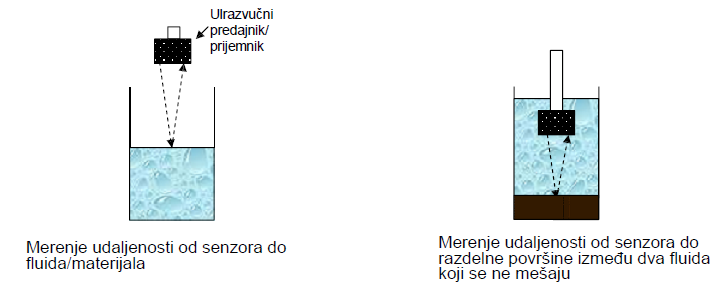 Ulrazvučni
predajnik/
prijemnik
Merenje udaljenosti od senzora do
fluida/materijala
Merenje udaljenosti od senzora do
razdelne površine između dva fluida
koji se ne mešaju